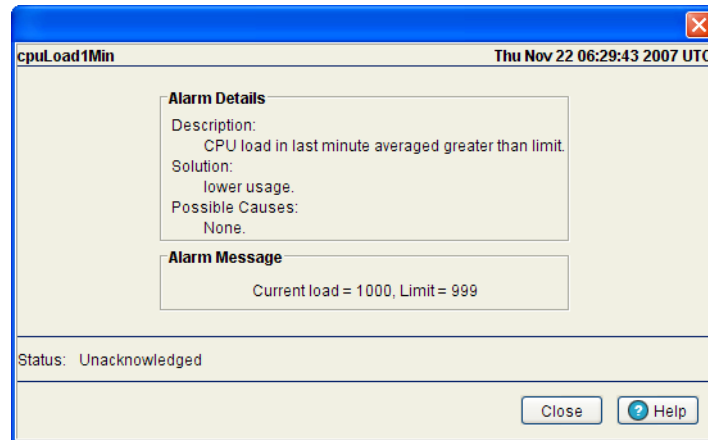 cpuLoad1Min Thu Nov 22 06:29:43 2007 UTC
Alarm Details
Description:
CPU load in last minute averaged greater than limit.
Solution:
lower usage.
Possible Causes:
None.
Alarm Message
Current load = 1000, Limit = 999
Status: Unacknowledged
Close Help